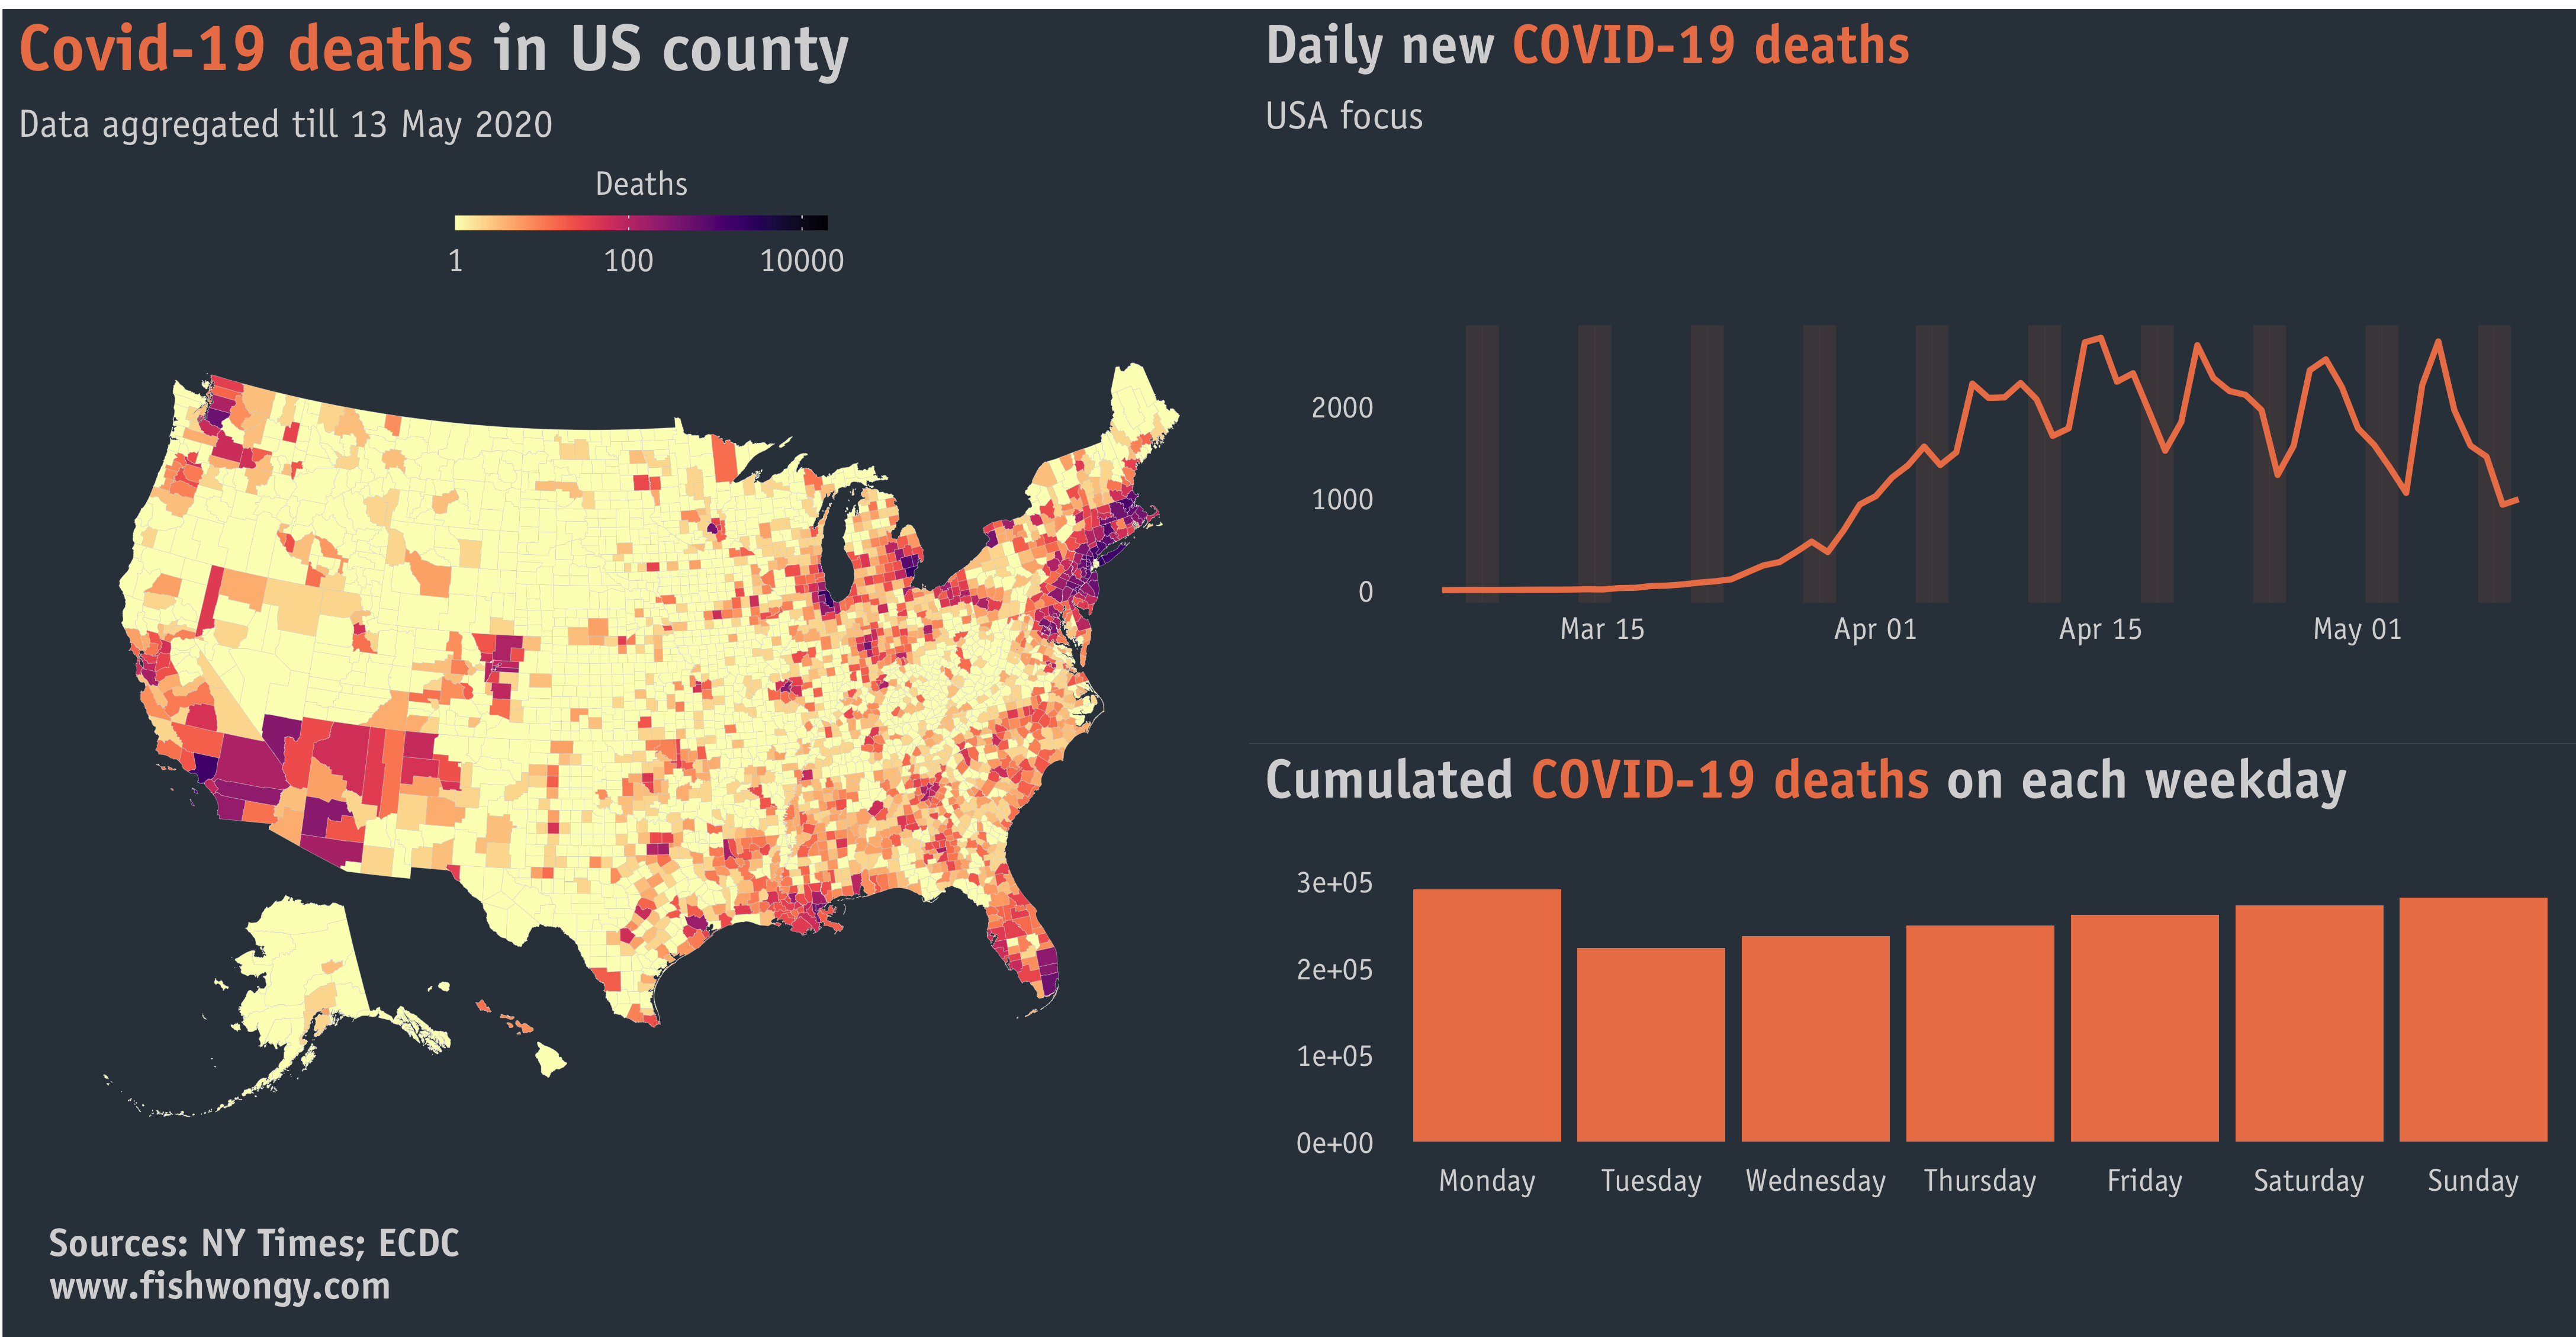 Covid-19 deaths in US county
Data aggregated till 13 May 2020
Deaths
1 100 10000
Sources: NY Times; ECDC
www.fishwongy.com
Daily new COVID-19 deaths
USA focus
2000
1000
0
Mar 15 Apr 01 Apr 15 May 01
Cumulated COVID-19 deaths on each weekday
3e+05
2e+05
1e+05
0e+00
Monday Tuesday Wednesday Thursday Friday Saturday Sunday